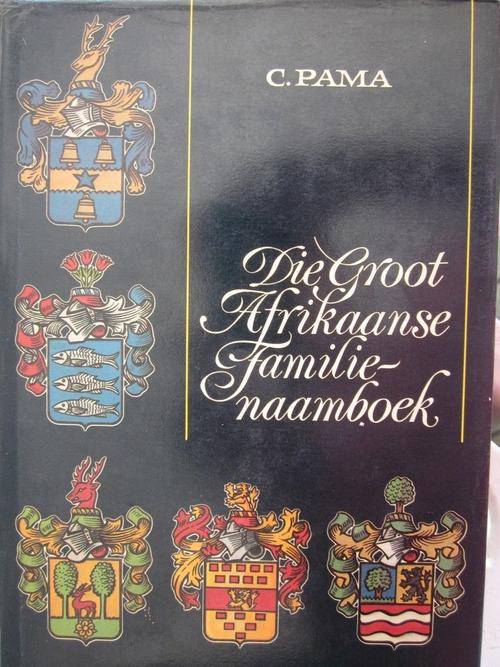 C. PAMA
Die Groot
Afrikaanse
Familie-
naamboek